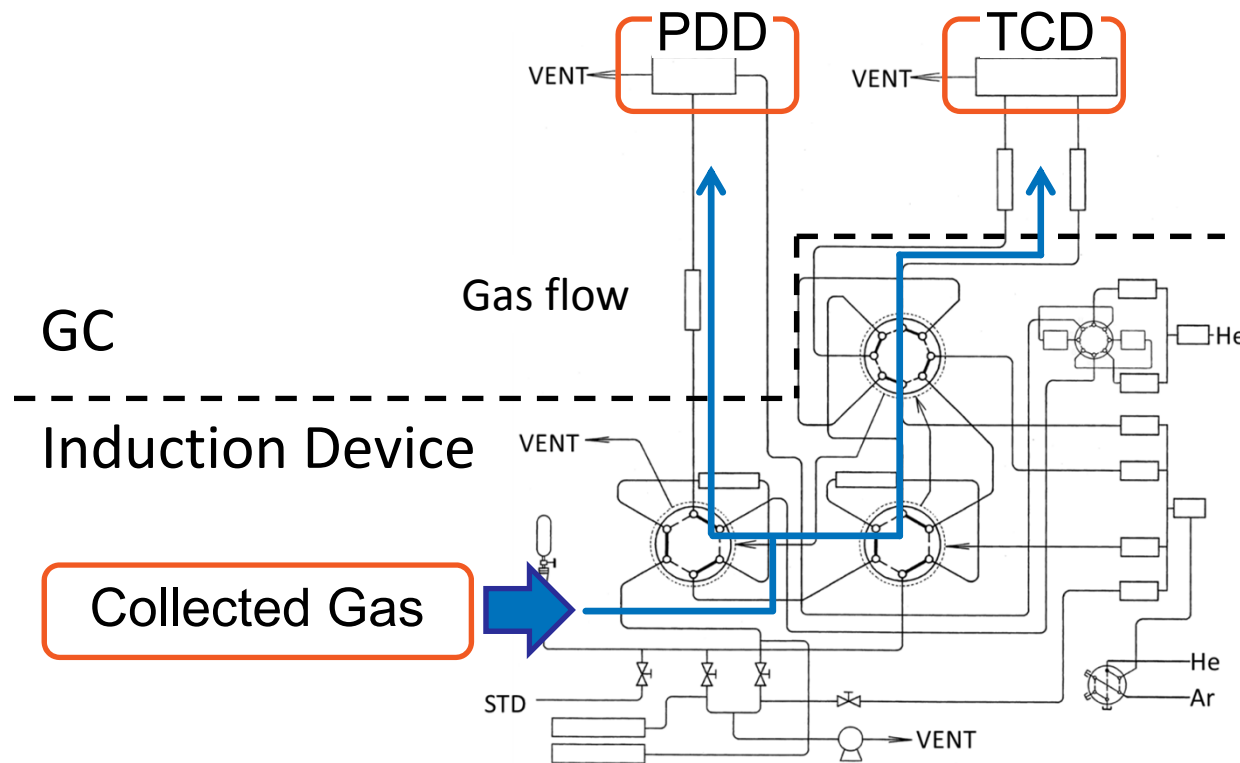 PDD
TCD
VENT
VENT
Gas flow
GC
He
Induction Device
VENT
Collected Gas
He
STD
Ar
VENT